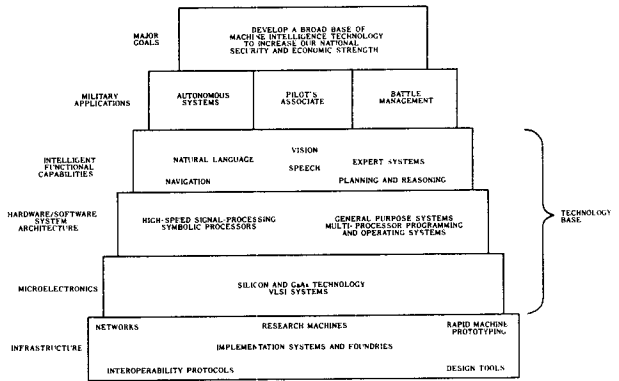 MAJOR
GOALS
DEVELOP A BROAD BASE OF
MACHINE INTELLIGENCE TECHNOLOGY
TO INCREASE OUR NATIONAL
SECURITY AND ECONOMIC STRENGTH
MILITARY
APPLICATIONS
AUTONOMOUS
SYSTEMS
PILOT'S
ASSOCIATE
BATTLE
MANAGEMENT
INTELLIGENT
FUNCTIONAL
CAPABILITIES
NATURAL LANGUAGE
VISION
SPEECH
EXPERT SYSTEMS
NAVIGATION
PLANNING AND REASONING
HARDWARE/SOFTWARE
SYSTEM
ARCHITECTURE
HIGH-SPEED SIGNAL-PROCESSING
SYMBOLIC PROCESSORS
GENERAL PURPOSE SYSTEMS
MULTI-PROCESSOR PROGRAMMING
AND OPERATING SYSTEMS
TECHNOLOGY
BASE
MICROELECTRONICS
SILICON AND GaAs TECHNOLOGY
VLSI SYSTEMS
INFRASTRUCTURE
NETWORKS
RESEARCH MACHINES
RAPID MACHINE
PROTOTYPING
IMPLEMENTATION SYSTEMS AND FOUNDRIES
INTEROPERABILITY PROTOCOLS
DESIGN TOOLS